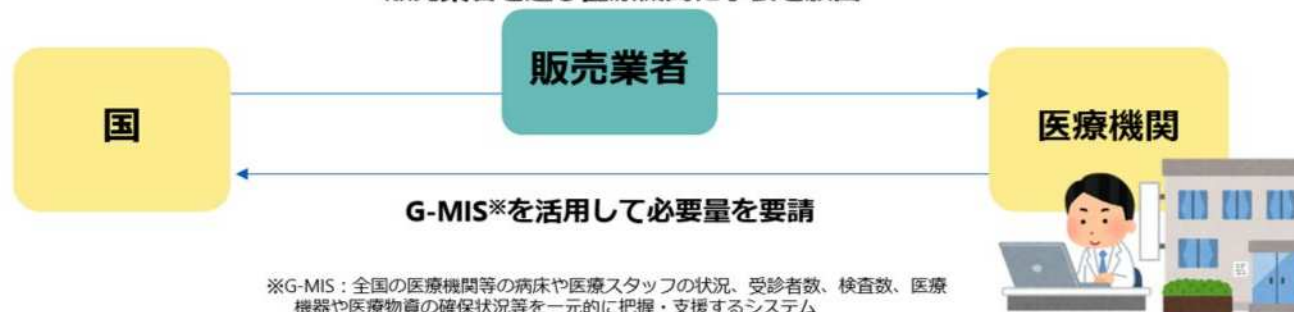 販売業者
国
医療機関
G-MIS※を活用して必要量を要請
※G-MIS：全国の医療機関等の病床や医療スタッフの状況、受診者数、検査数、医療
機器や医療物資の確保状況等を一元的に把握・支援するシステム